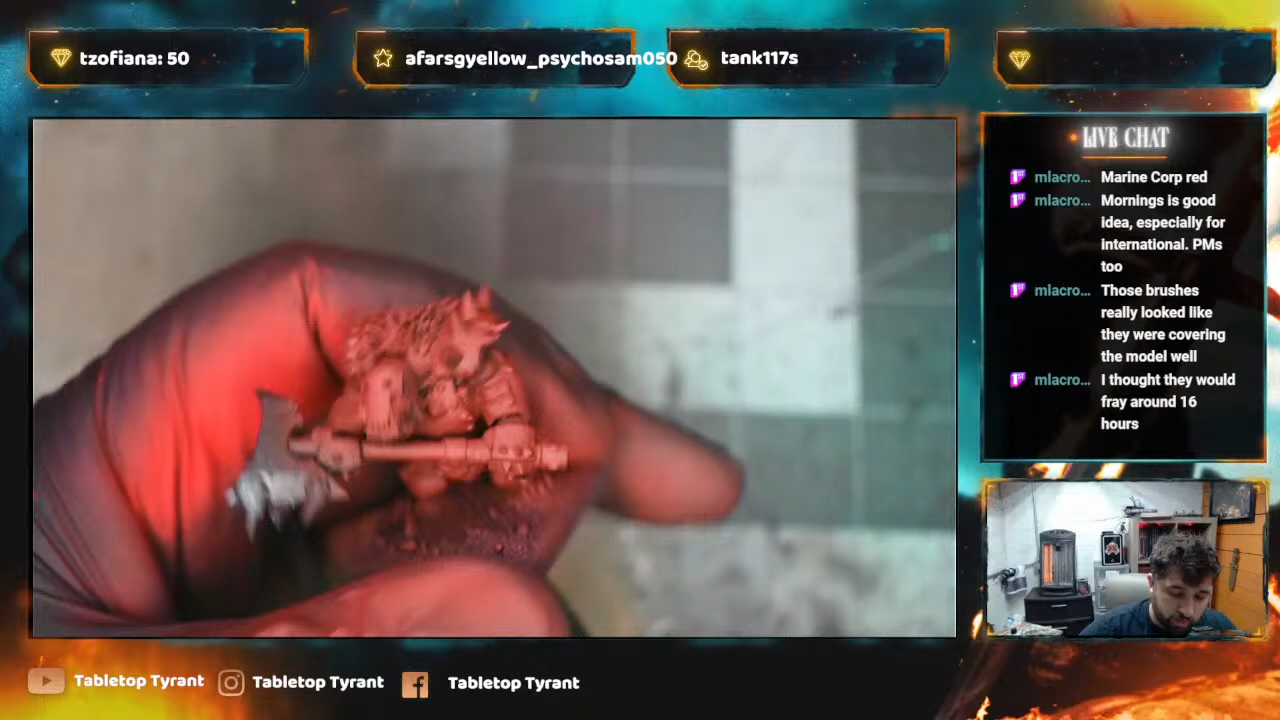 tzofiana: 50
afarsgyellow_psychosam050
tank117s
LIVE CHAT
mlacro... Marine Corp red
mlacro... Mornings is good
idea, especially for
international. PMs
too
mlacro... Those brushes
really looked like
they were covering
the model well
mlacro... I thought they would
fray around 16
hours
Tabletop Tyrant
Tabletop Tyrant
Tabletop Tyrant